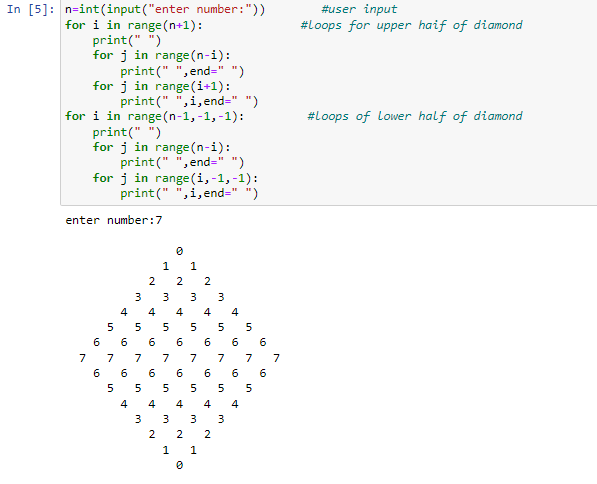 In [5]: n=int(input("enter number:"))        #user input
for i in range(n+1):              #loops for upper haif of diamond
    print(" ")
    for j in range(n-i):
        print(" ",end=" ")
    for j in range(i+1):
        print(" ",i,end=" ")
for i in range(n-1,-1,-1):         #loops of lower half of diamond
    print(" ")
    for j in range(n-i):
        print(" ",end=" ")
    for j in range(i,-1,-1):
        print(" ",i,end=" ")
enter number:7
0
1 1
2 2 2
3 3 3 3
4 4 4 4 4
5 5 5 5 5 5
6 6 6 6 6 6 6
7 7 7 7 7 7 7 7
6 6 6 6 6 6 6
5 5 5 5 5 5
4 4 4 4 4
3 3 3 3
2 2 2
1 1
0